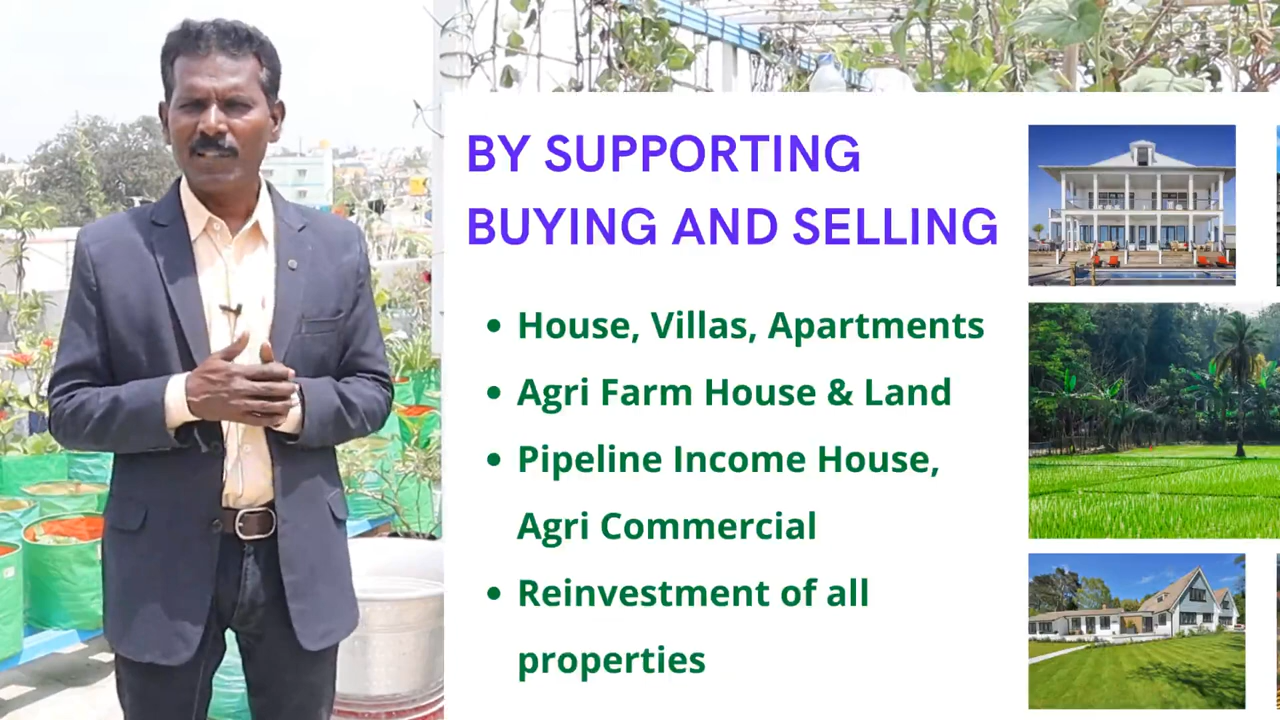 BY SUPPORTING
BUYING AND SELLING
• House, Villas, Apartments
• Agri Farm House & Land
• Pipeline Income House,
Agri Commercial
• Reinvestment of all
properties